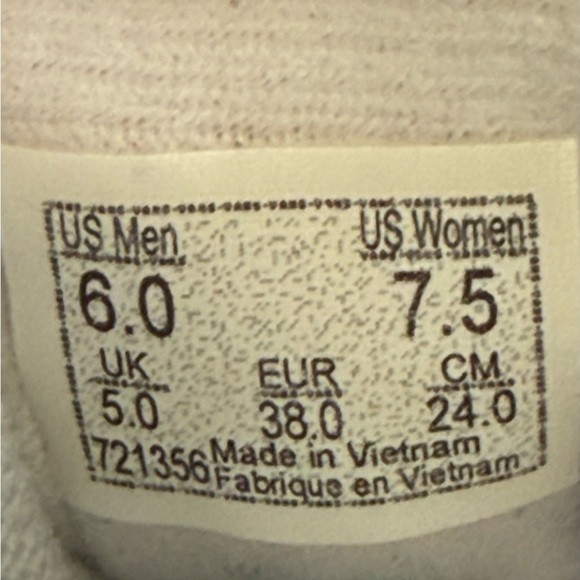 US Men US Women
6.0 7.5
UK EUR CM
5.0 38.0 24.0
721356 Made in Vietnam
Fabrique en Vietnam